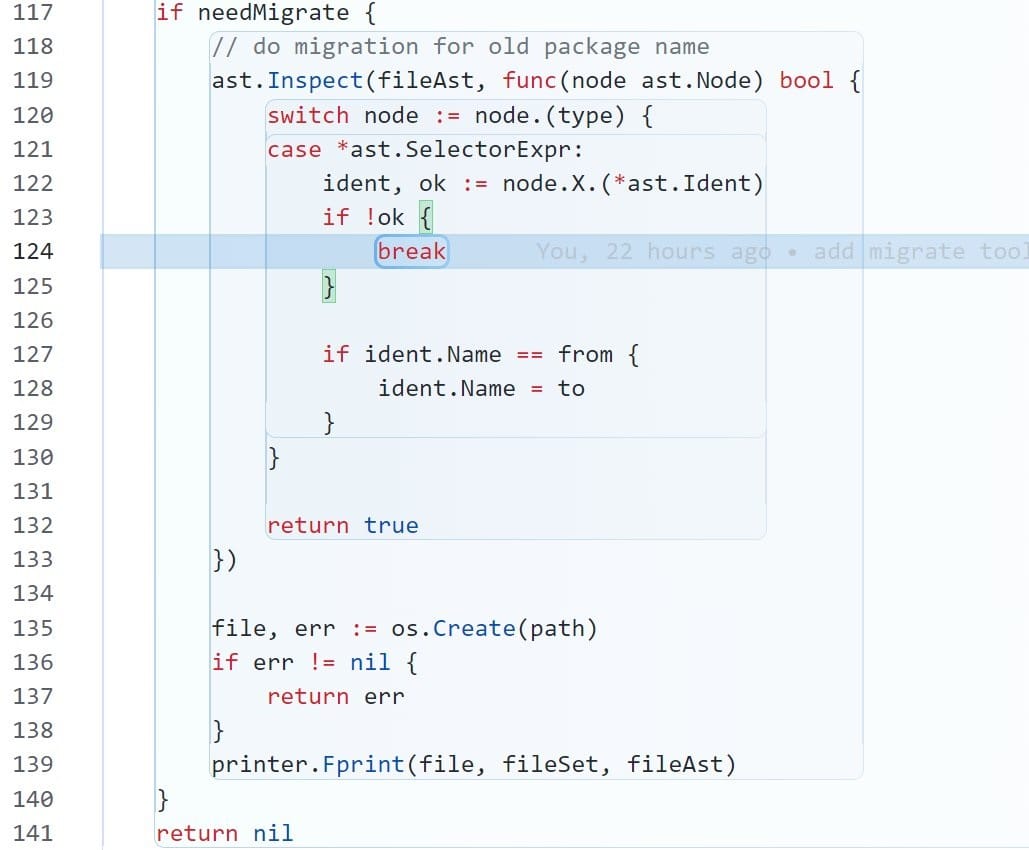 117 if needMigrate {
118 // do migration for old package name
119 ast.Inspect(fileAst, func(node ast.Node) bool {
120 switch node := node.(type) {
121 case *ast.SelectorExpr:
122 ident, ok := node.X.(*ast.Ident)
123 if !ok {
124 break You, 22 hours ago • add migrate tool
125 }
126
127 if ident.Name == from {
128 ident.Name = to
129 }
130 }
131
132 return true
133 })
134
135 file, err := os.Create(path)
136 if err != nil {
137 return err
138 }
139 printer.Fprint(file, fileSet, fileAst)
140 }
141 return nil